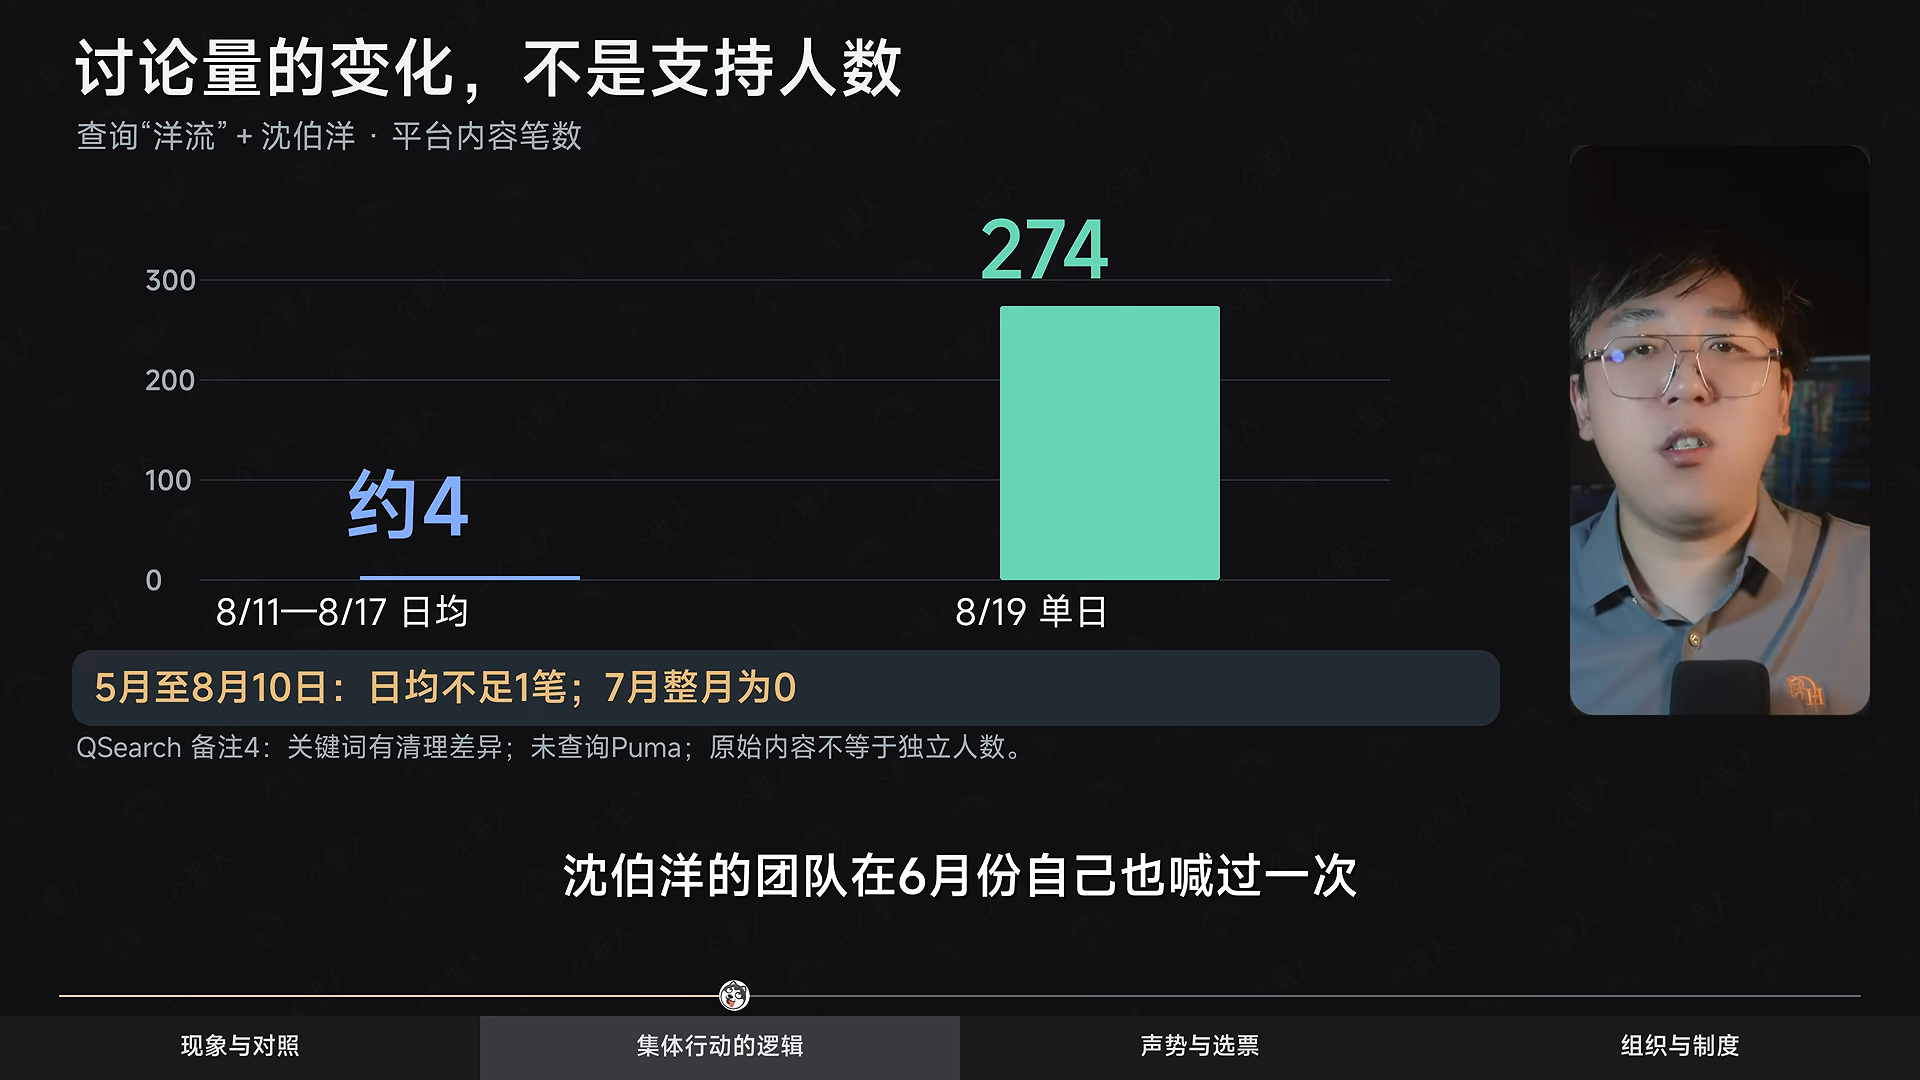 讨论量的变化，不是支持人数
查询“洋流”+ 沈伯洋 · 平台内容笔数
274
300
200
100
约4
0
8/11—8/17 日均
8/19 单日
5月至8月10日：日均不足1笔；7月整月为0
QSearch 备注4：关键词有清理差异；未查询Puma；原始内容不等于独立人数。
沈伯洋的团队在6月份自己也喊过一次
现象与对照
集体行动的逻辑
声势与选票
组织与制度
一个狠人